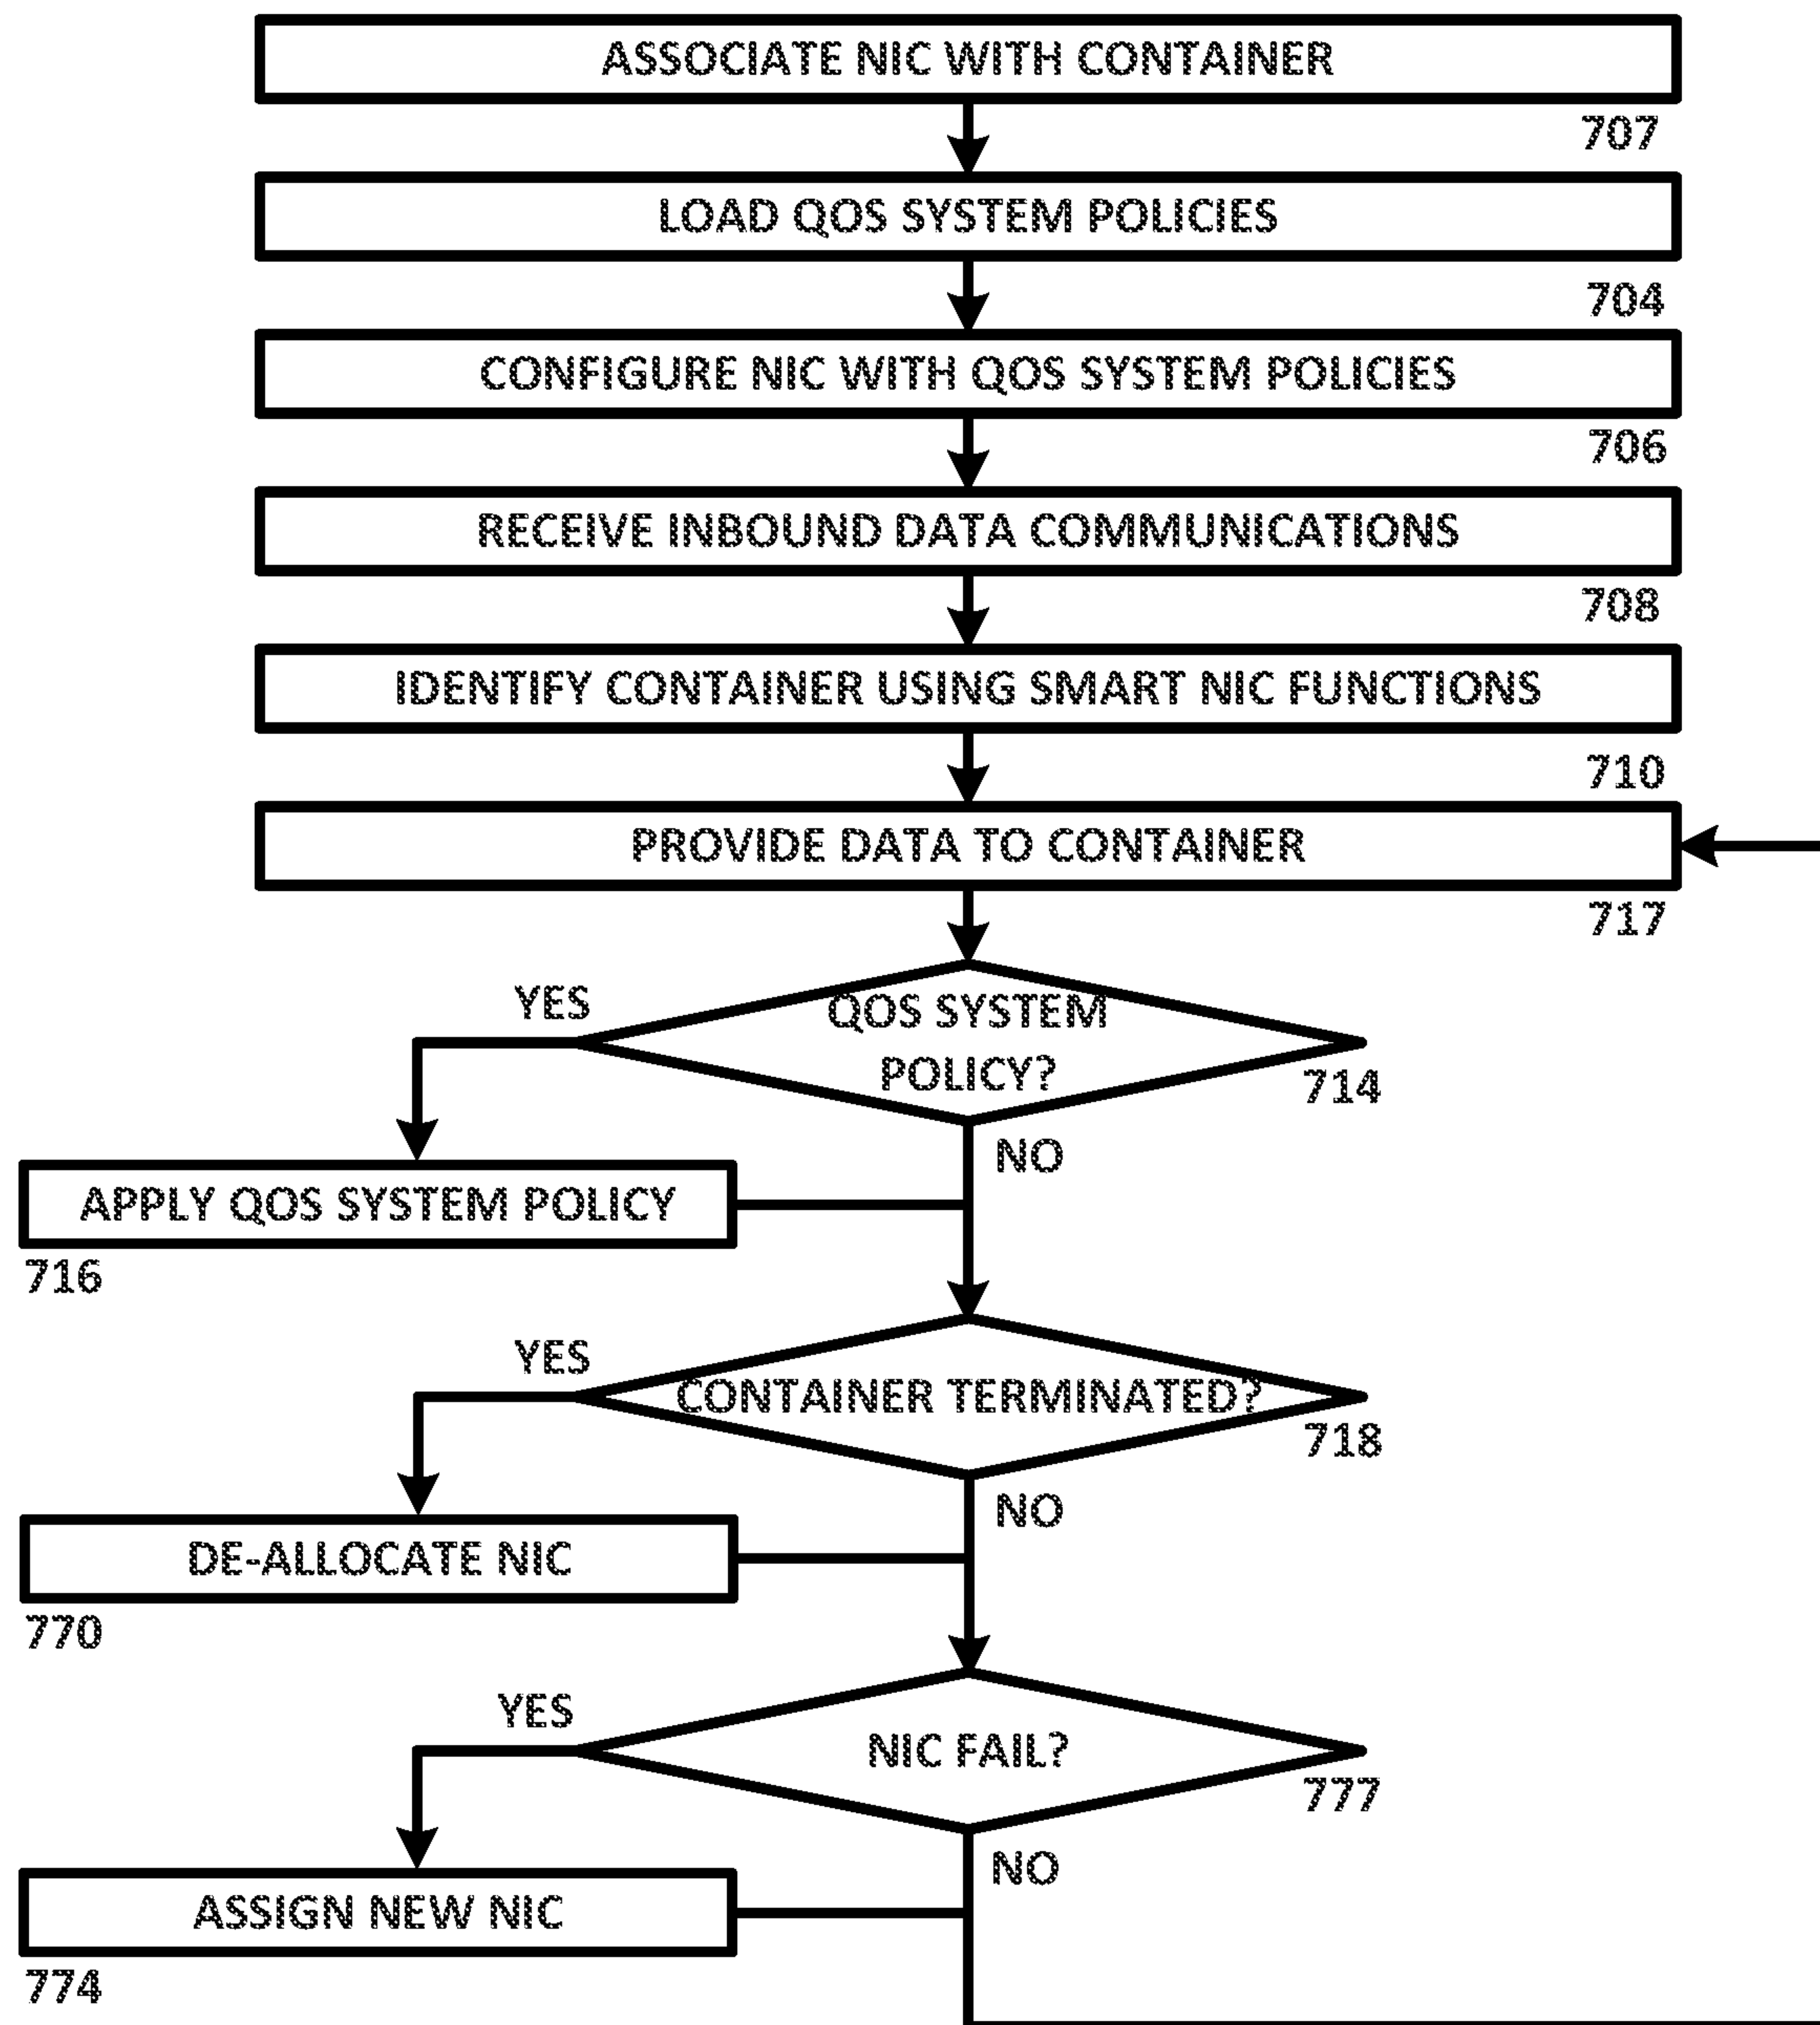 ASSOCIATE NIC WITH CONTAINER
707
LOAD QOS SYSTEM POLICIES
704
CONFIGURE NIC WITH QOS SYSTEM POLICIES
706
RECEIVE INBOUND DATA COMMUNICATIONS
708
IDENTIFY CONTAINER USING SMART NIC FUNCTIONS
710
PROVIDE DATA TO CONTAINER
717
YES
QOS SYSTEM
POLICY?
714
NO
APPLY QOS SYSTEM POLICY
716
YES
CONTAINER TERMINATED?
718
NO
DE-ALLOCATE NIC
770
YES
NIC FAIL?
777
NO
ASSIGN NEW NIC
774